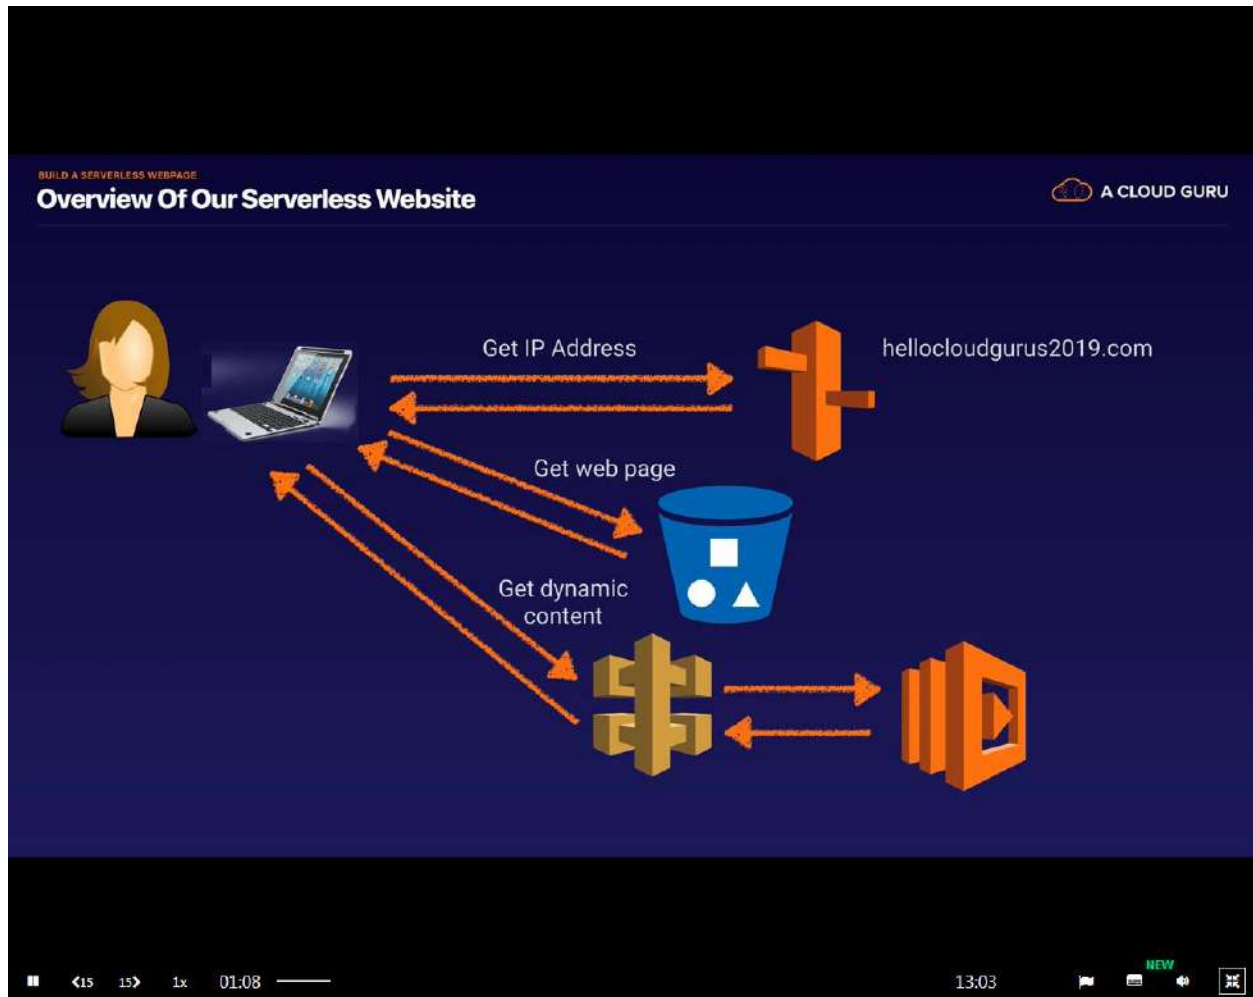 BUILD A SERVERLESS WEBPAGE
Overview Of Our Serverless Website
A CLOUD GURU
Get IP Address
hellocloudgurus2019.com
Get web page
Get dynamic
content
15
15
1x
01:08
13:03
NEW